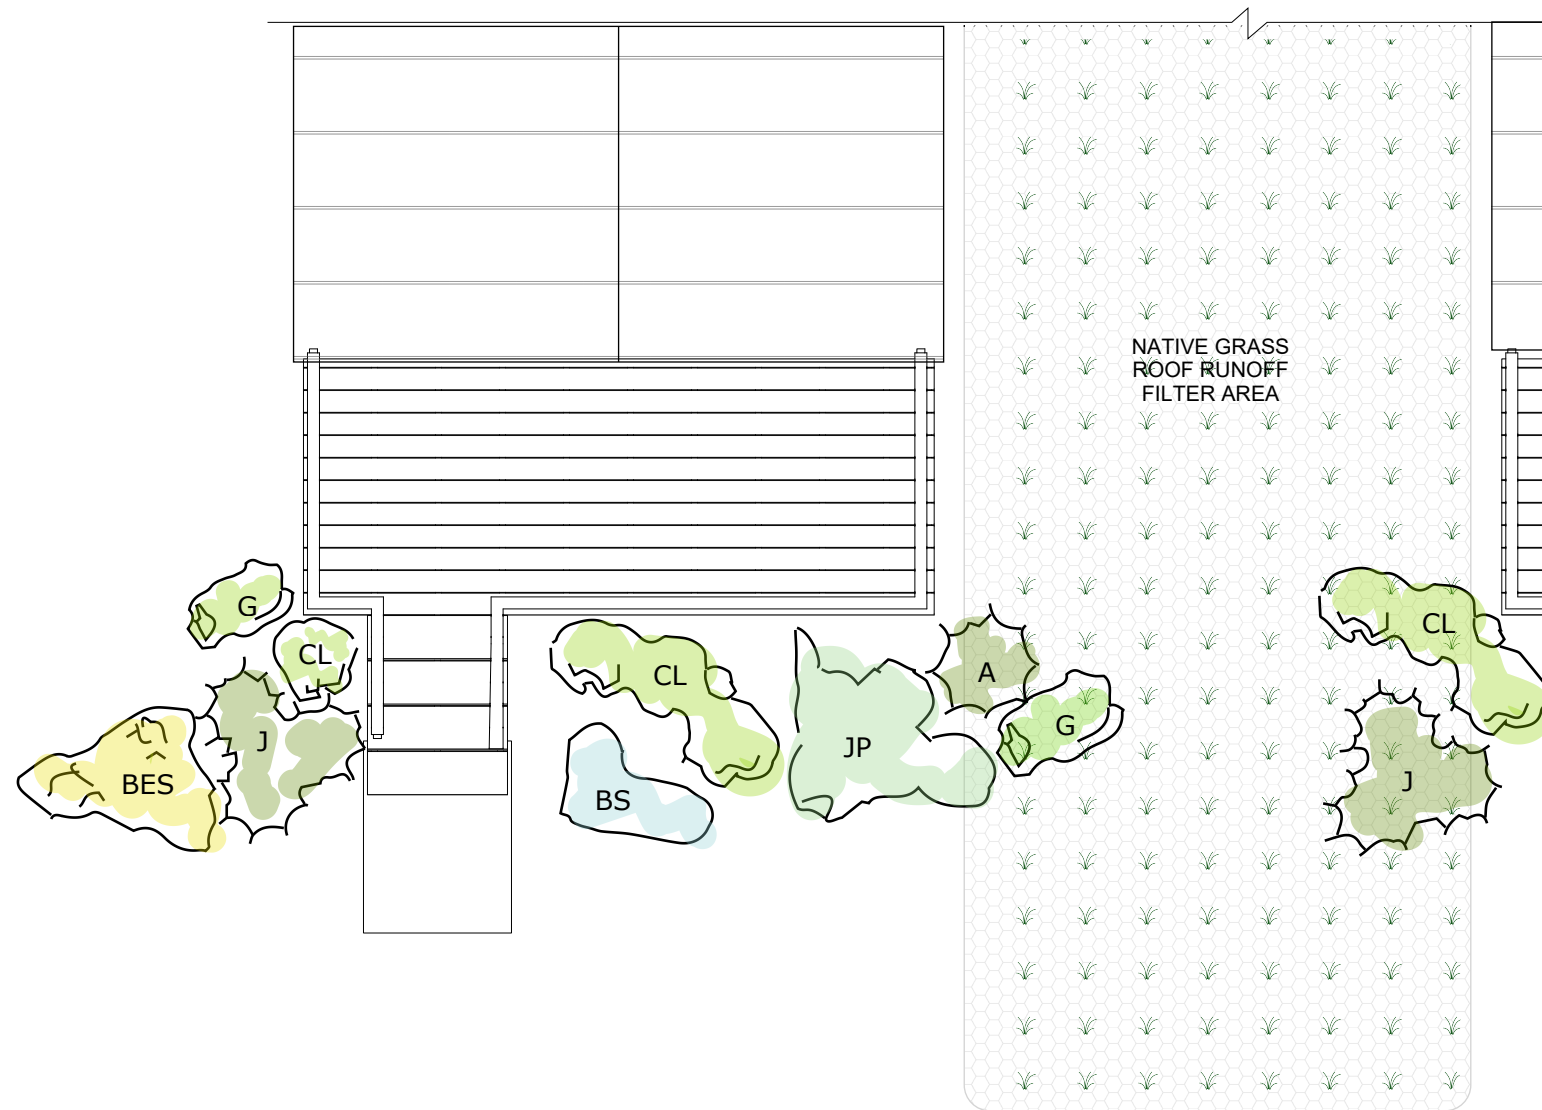 NATIVE GRASS
ROOF RUNOFF
FILTER AREA
G
CL
J
BES
CL
BS
JP
A
G
CL
J